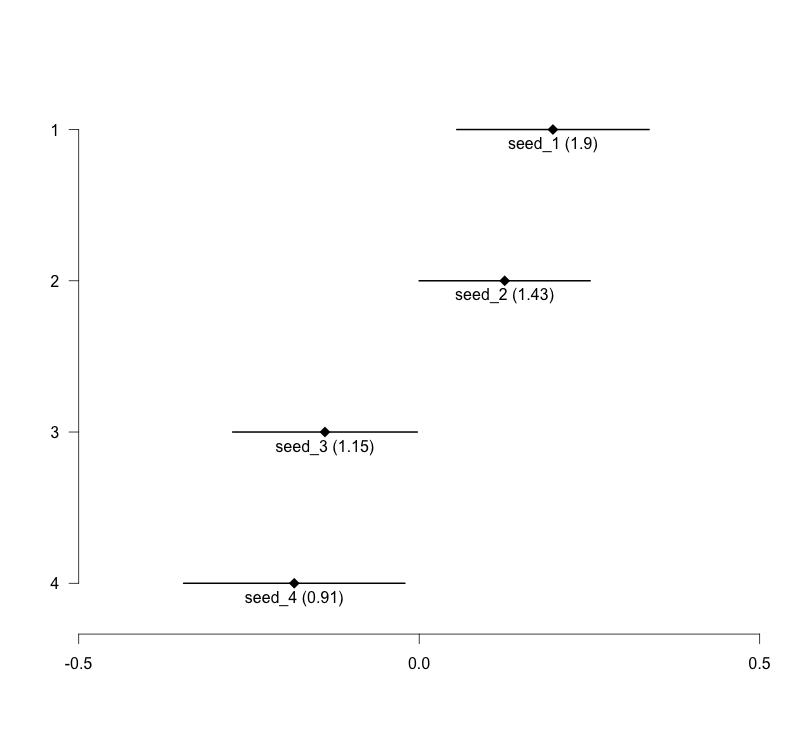 1
seed_1 (1.9)
2
seed_2 (1.43)
3
seed_3 (1.15)
4
seed_4 (0.91)
-0.5 0.0 0.5